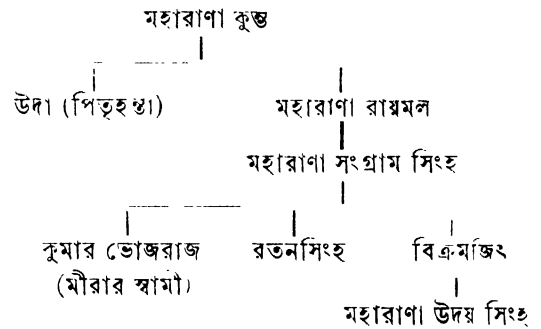 মহারাণা কুম্ভ
উদা (পিতৃহন্তা) মহারাণা রায়মল
মহারাণা সংগ্রাম সিংহ
কুমার ভোজরাজ রতনসিংহ বিক্রমজিৎ
(মীরার স্বামী)
মহারাণা উদয় সিংহ